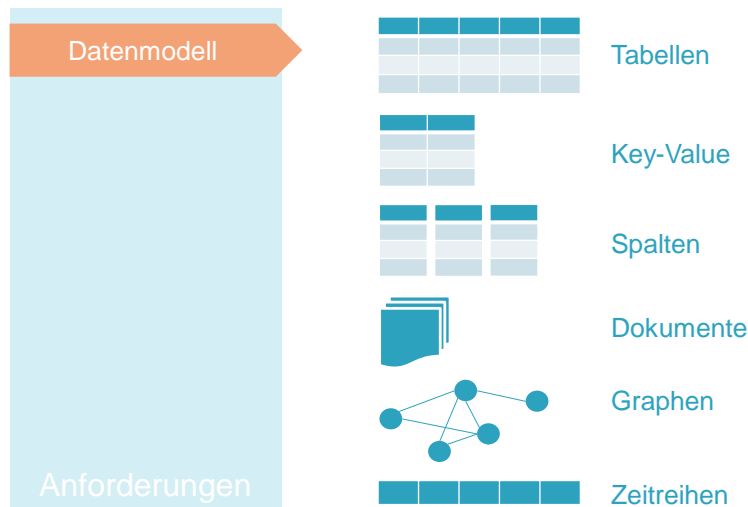 Datenmodell
Tabellen
Key-Value
Spalten
Dokumente
Graphen
Anforderungen
Zeitreihen